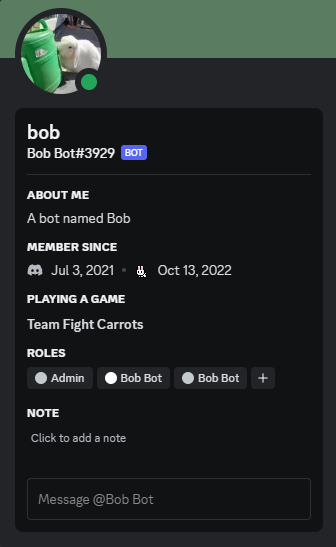 bob
Bob Bot#3929 BOT
ABOUT ME
A bot named Bob
MEMBER SINCE
Jul 3, 2021 • Oct 13, 2022
PLAYING A GAME
Team Fight Carrots
ROLES
Admin Bob Bot Bob Bot +
NOTE
Click to add a note
Message @Bob Bot